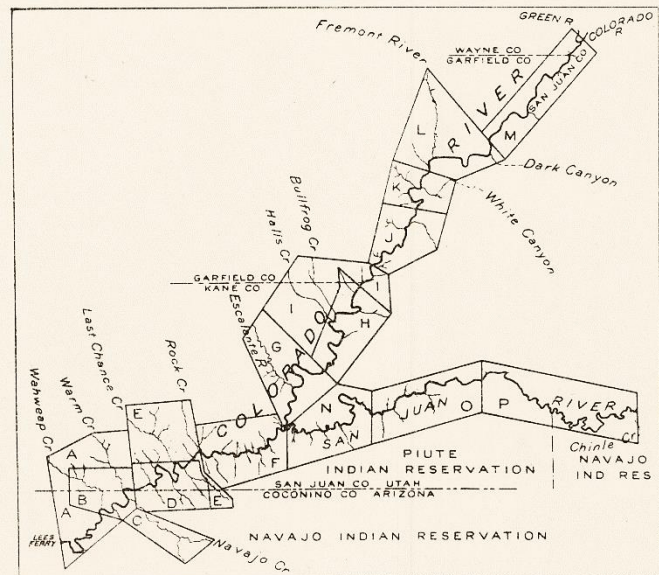 GREEN R
COLORADO
R
Fremont River
WAYNE CO
GARFIELD CO
SAN JUAN CO
RIVER
L
M
Dark Canyon
K
White Canyon
J
Bullfrog Cr
Halls Cr
GARFIELD CO
KANE CO
I
I
H
Escalante R
G
COLORADO
Rock Cr
Last Chance Cr
Warm Cr
Wahweap Cr
E
C
N
SAN JUAN RIVER
O
P
Chinle
Cr
A
F
PIUTE
INDIAN RESERVATION
NAVAJO
IND RES
SAN JUAN CO UTAH
COCONINO CO ARIZONA
B
A
D
E
C
LEES
FERRY
Navajo Cr
NAVAJO INDIAN RESERVATION